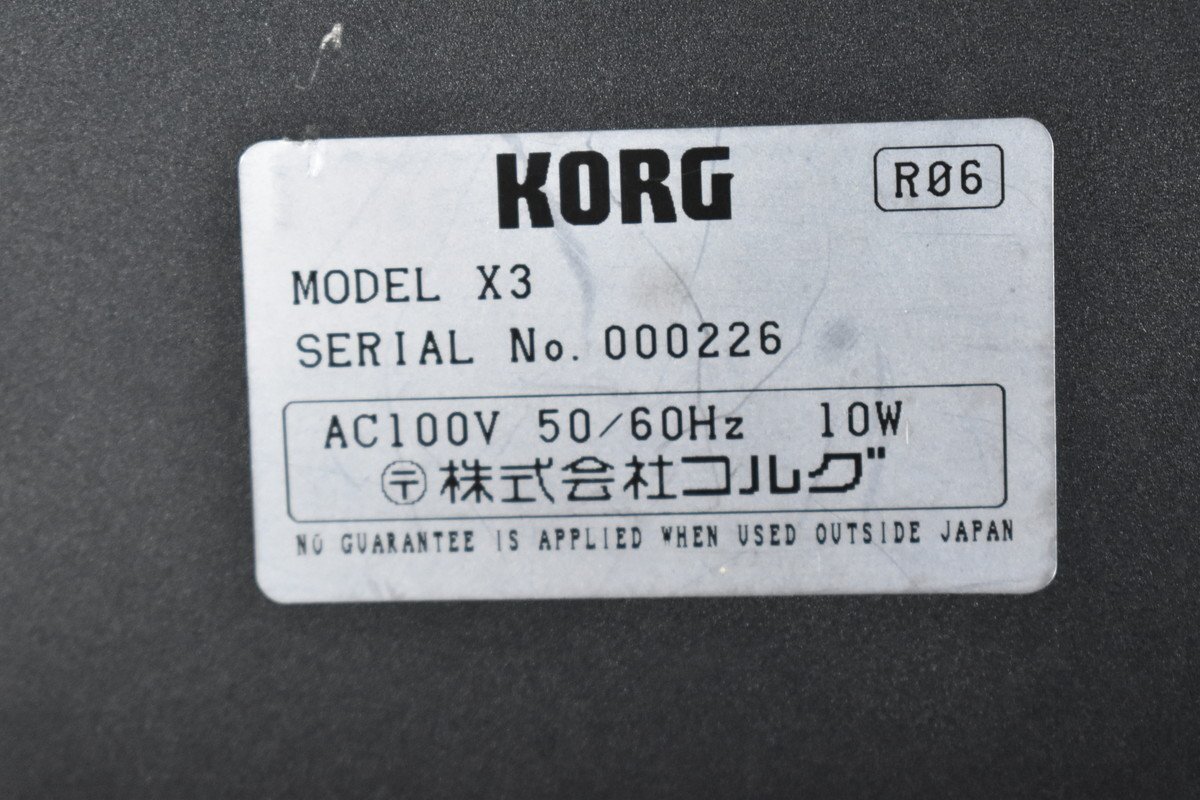 KORG
R06
MODEL X3
SERIAL No. 000226
AC100V 50/60Hz 10W
〶株式会社コルグ
NO GUARANTEE IS APPLIED WHEN USED OUTSIDE JAPAN